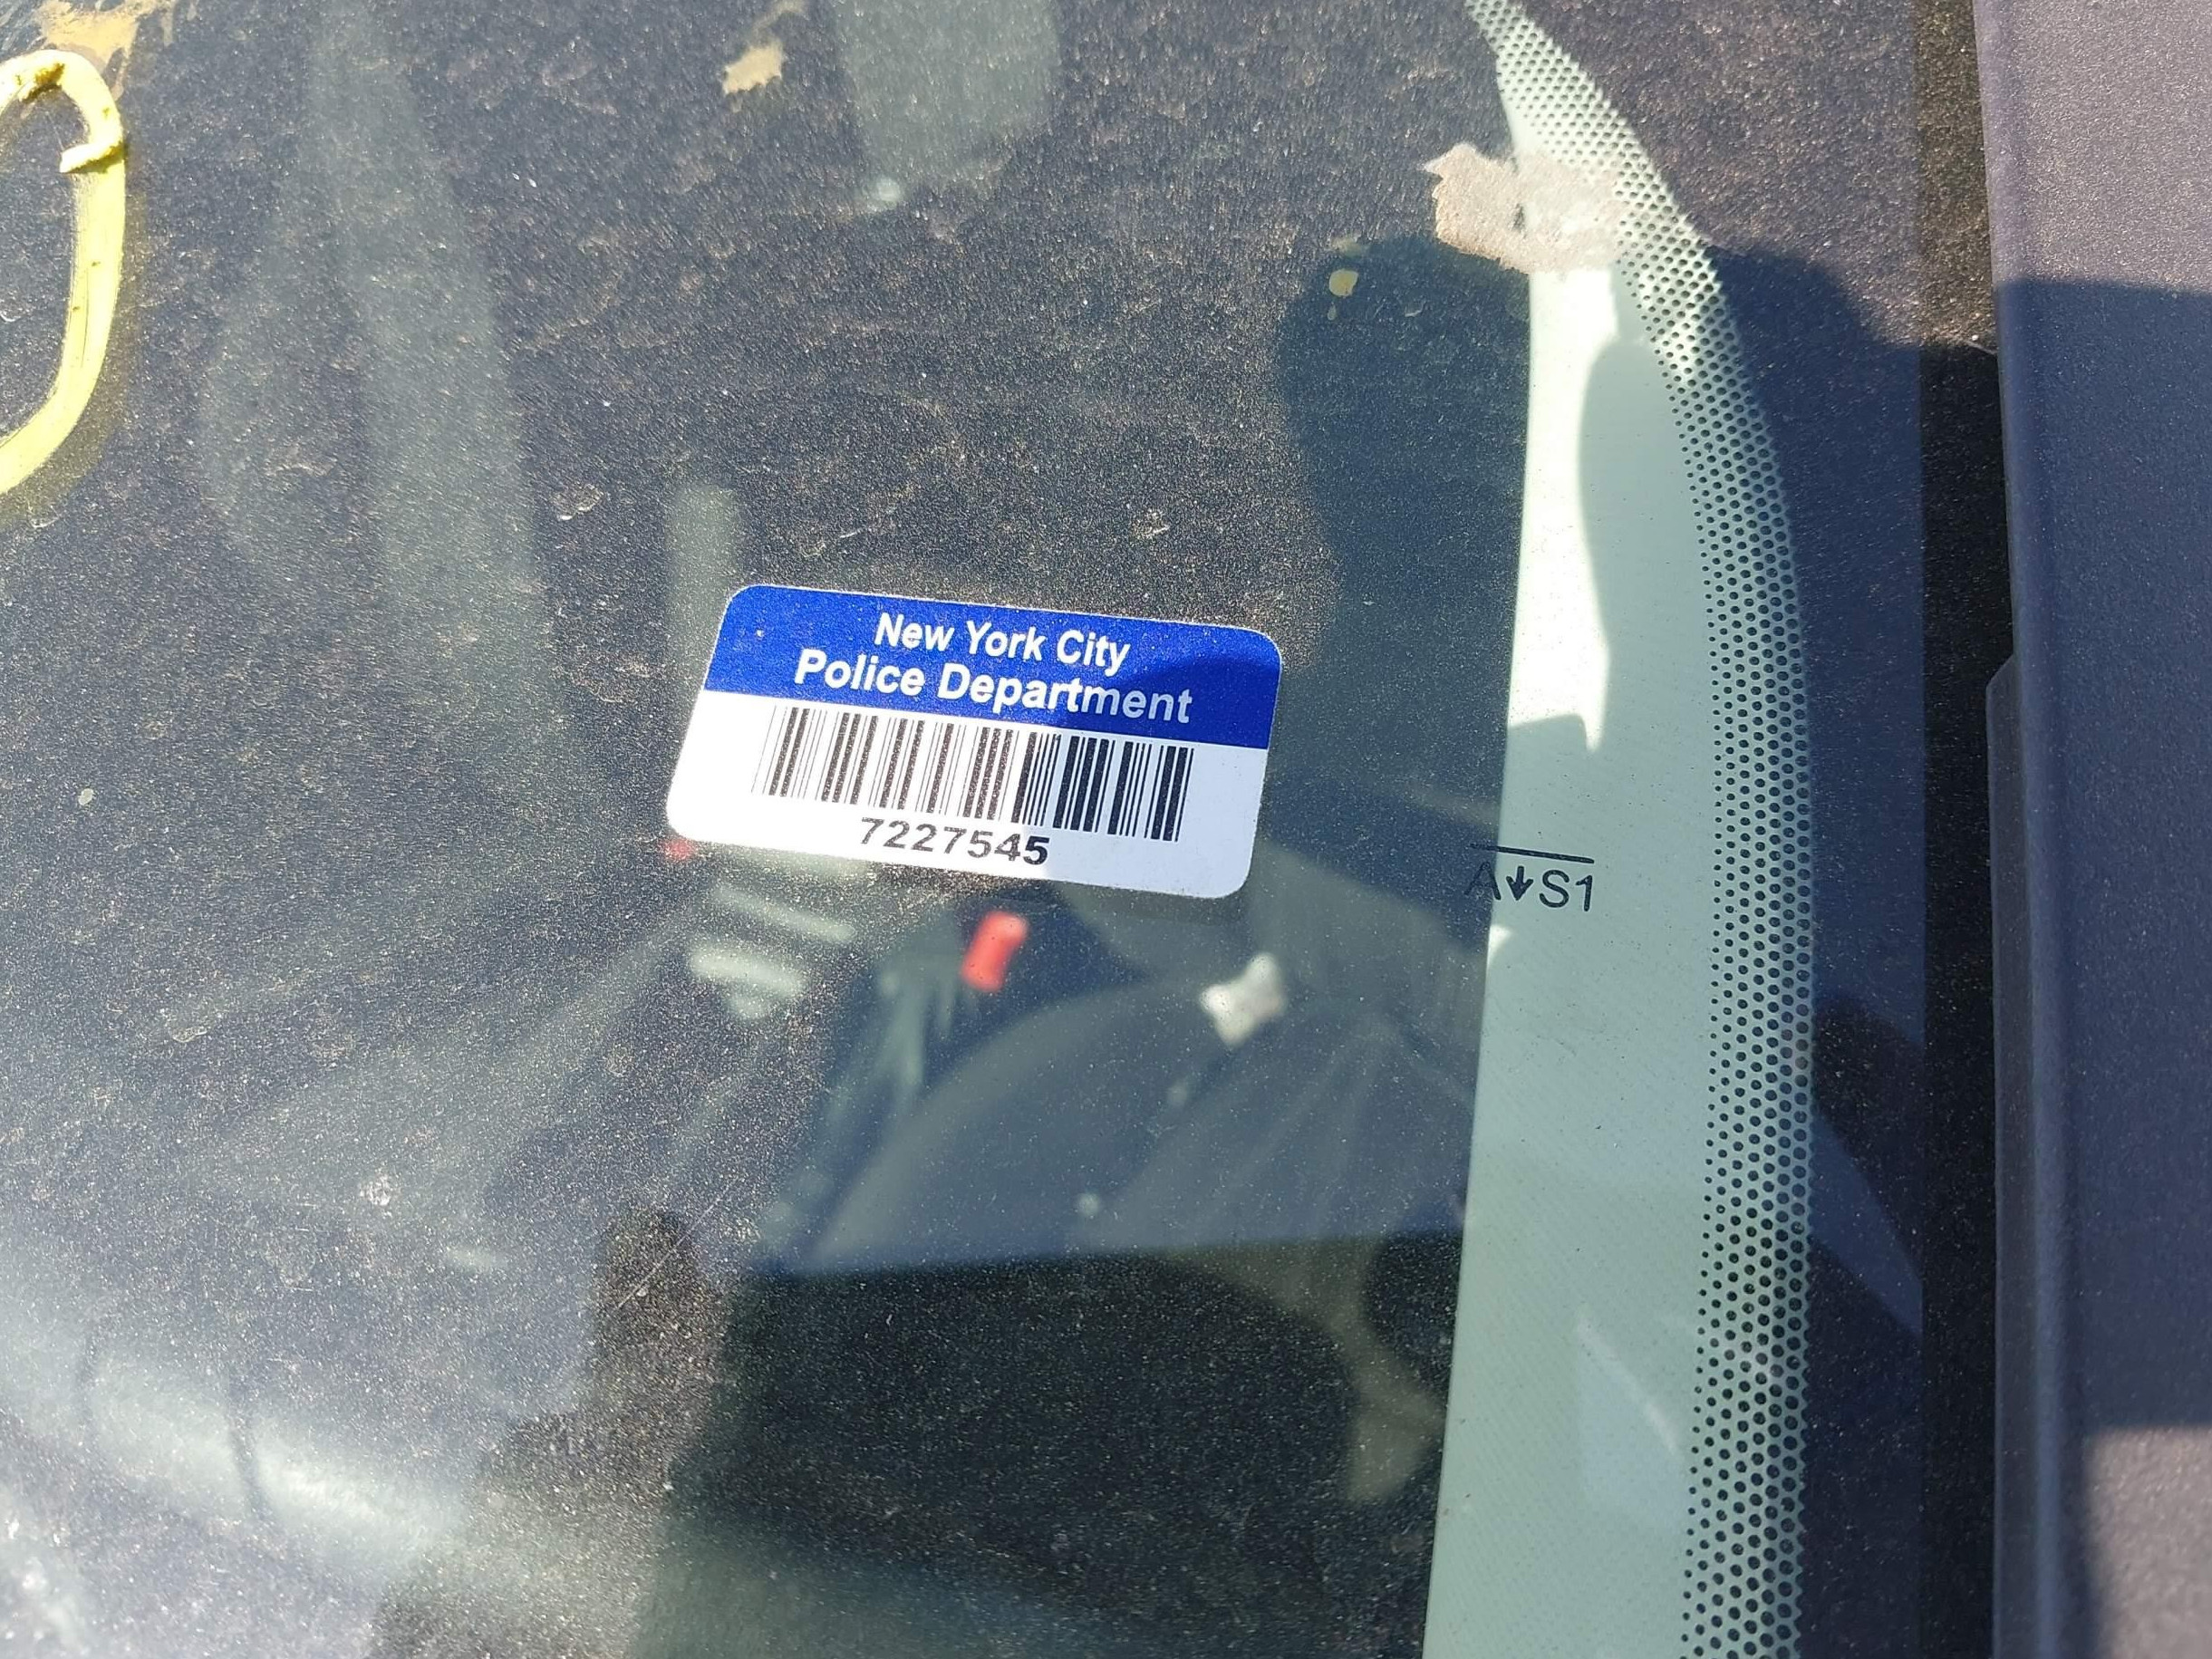 New York City
Police Department
7227545
A↓S1